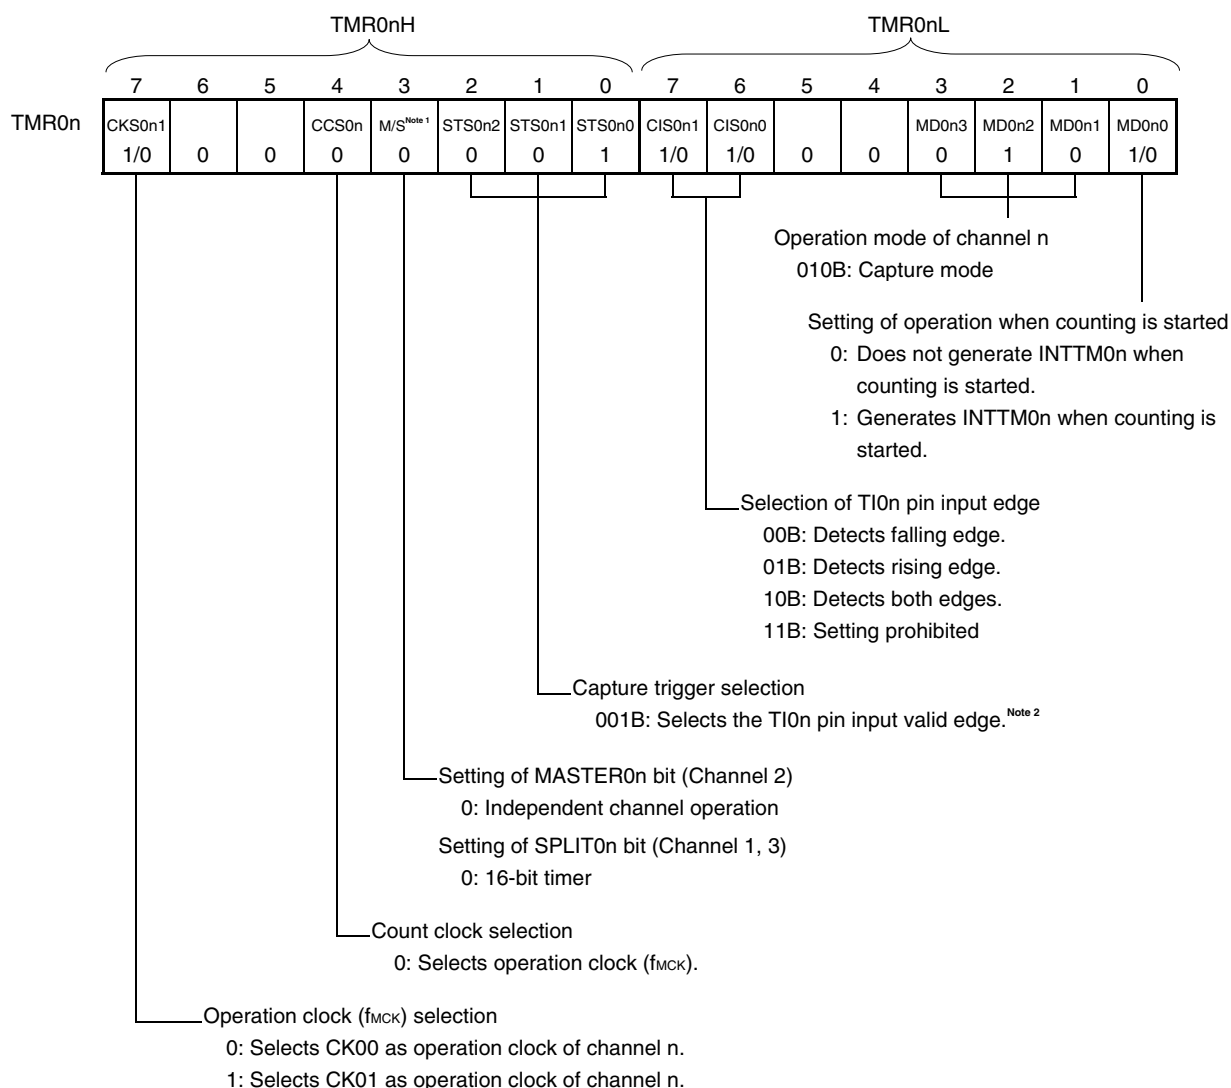 TMR0nH TMR0nL
7 6 5 4 3 2 1 0 7 6 5 4 3 2 1 0
TMR0n CKS0n1 CCS0n M/S Note 1 STS0n2 STS0n1 STS0n0 CIS0n1 CIS0n0 MD0n3 MD0n2 MD0n1 MD0n0
1/0 0 0 0 0 0 0 1 1/0 1/0 0 0 0 1 0 1/0
Operation mode of channel n
010B: Capture mode
Setting of operation when counting is started
0: Does not generate INTTM0n when
counting is started.
1: Generates INTTM0n when counting is
started.
Selection of TI0n pin input edge
00B: Detects falling edge.
01B: Detects rising edge.
10B: Detects both edges.
11B: Setting prohibited
Capture trigger selection
001B: Selects the TI0n pin input valid edge. Note 2
Setting of MASTER0n bit (Channel 2)
0: Independent channel operation
Setting of SPLIT0n bit (Channel 1, 3)
0: 16-bit timer
Count clock selection
0: Selects operation clock (fMCK).
Operation clock (fMCK) selection
0: Selects CK00 as operation clock of channel n.
1: Selects CK01 as operation clock of channel n.